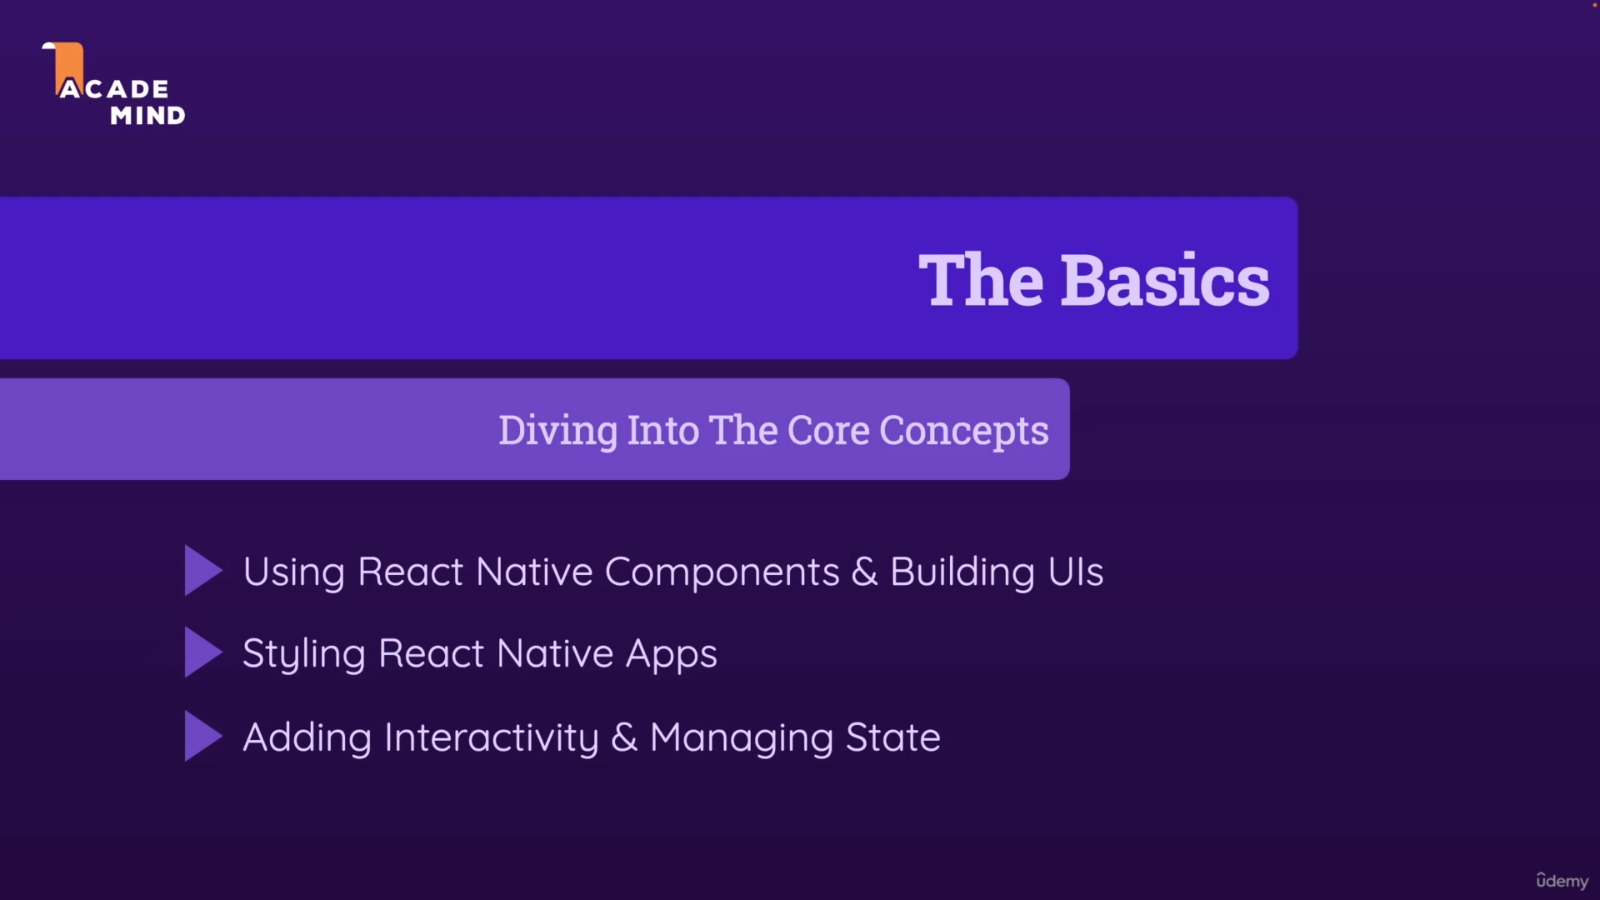 ACADE
MIND
The Basics
Diving Into The Core Concepts
Using React Native Components & Building UIs
Styling React Native Apps
Adding Interactivity & Managing State
ûdemy